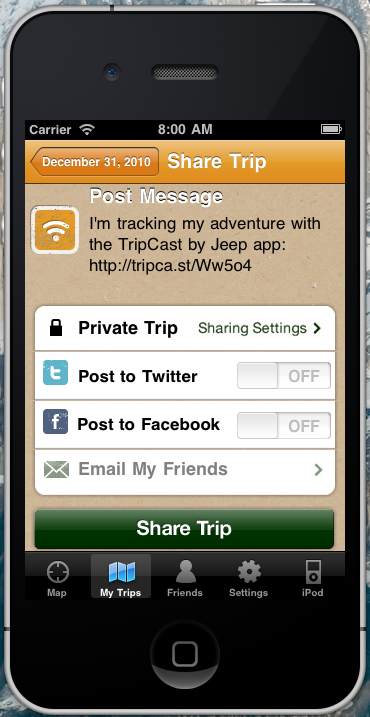 Carrier 8:00 AM
December 31, 2010 Share Trip
Post Message
I'm tracking my adventure with
the TripCast by Jeep app:
http://tripca.st/Ww5o4
Private Trip Sharing Settings
Post to Twitter OFF
Post to Facebook OFF
Email My Friends
Share Trip
Map My Trips Friends Settings iPod